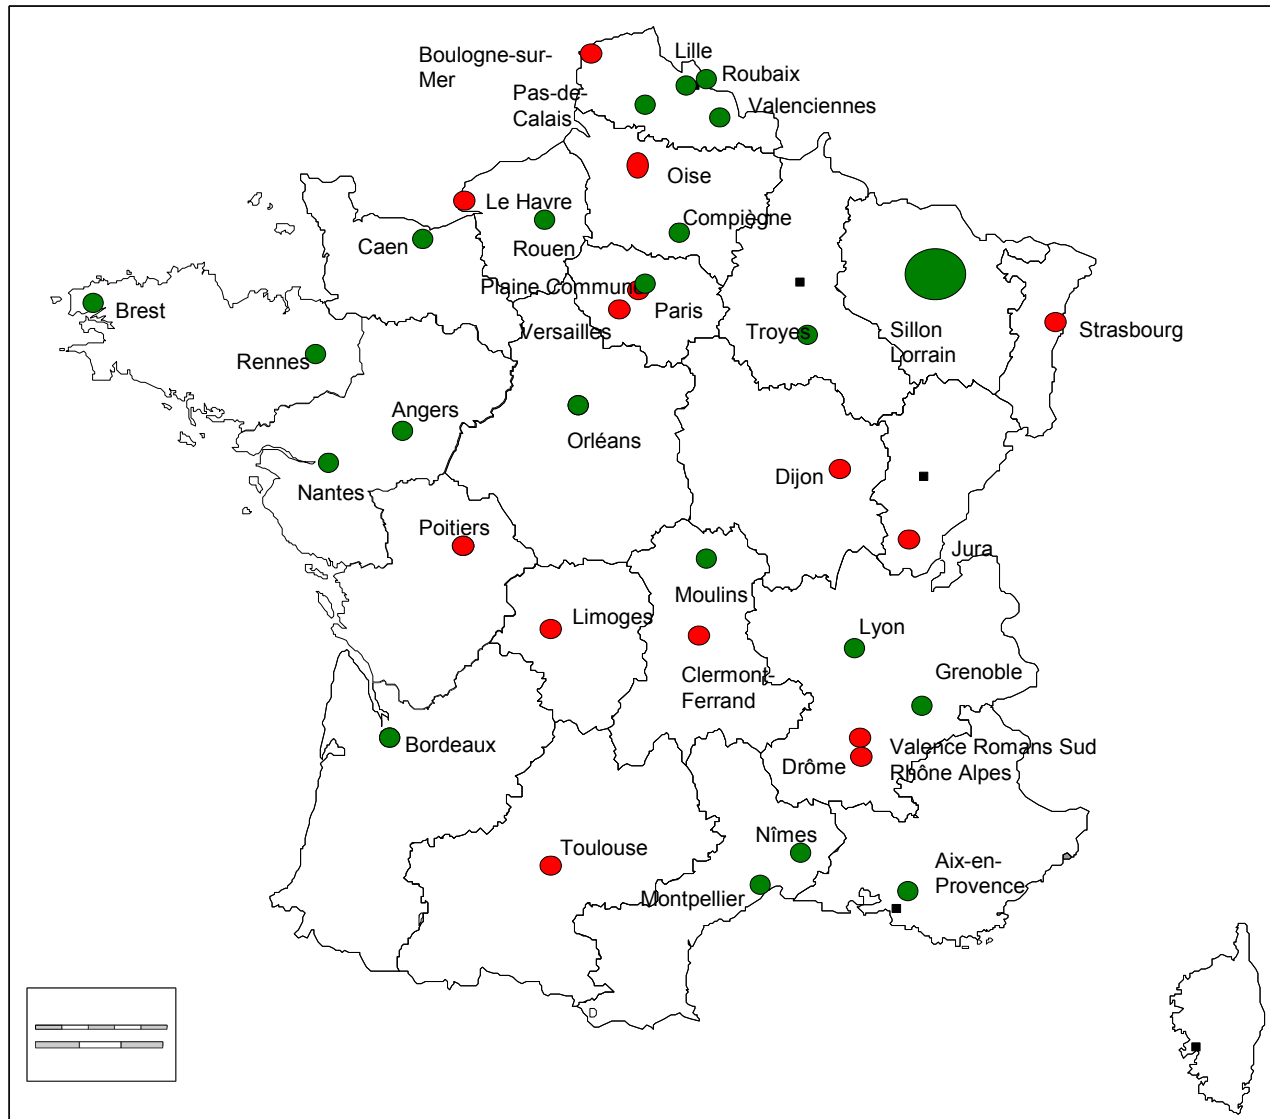 Lille
Boulogne-sur-
Mer
Roubaix
Pas-de-
Calais
Valenciennes
Oise
Le Havre
Compiègne
Caen
Rouen
Plaine Commune
Brest
Paris
Versailles
Troyes
Sillon
Lorrain
Strasbourg
Rennes
Angers
Orléans
Dijon
Nantes
Poitiers
Jura
Moulins
Limoges
Lyon
Clermont-
Ferrand
Grenoble
Bordeaux
Valence Romans Sud
Rhône Alpes
Drôme
Nîmes
Toulouse
Aix-en-
Provence
Montpellier
D